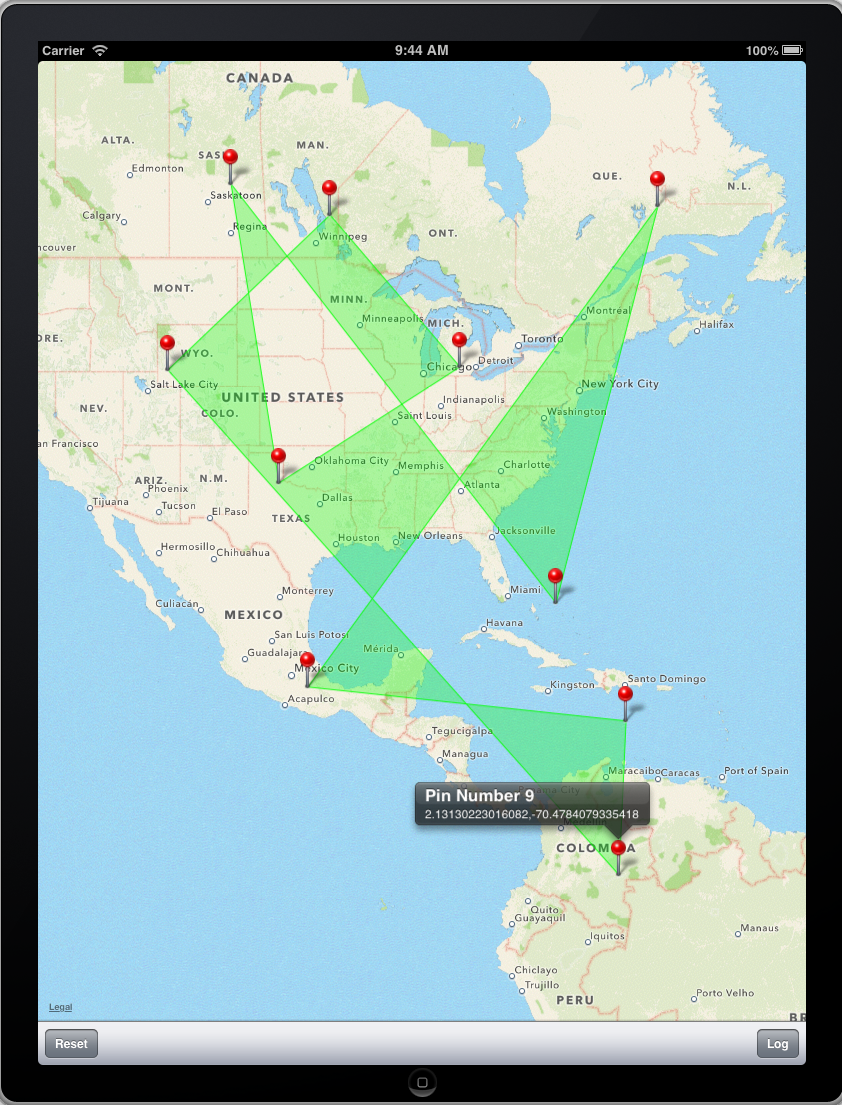 Carrier
9:44 AM
100%
CANADA
ALTA.
MAN.
SAS
Edmonton
QUE.
N.L.
Saskatoon
Calgary
Regina
Winnipeg
ONT.
ncouver
MONT.
MINN.
Montréal
Minneapolis
MICH.
Halifax
ORE.
Toronto
WYO.
Detroit
Chicago
Salt Lake City
New York City
UNITED STATES
Indianapolis
NEV.
COLO.
Saint Louis
Washington
an Francisco
Oklahoma City
Memphis
Charlotte
ARIZ.
N.M.
Phoenix
Atlanta
Tijuana
Dallas
Tucson
El Paso
TEXAS
Jacksonville
Houston
New Orleans
Hermosillo
Chihuahua
Monterrey
Miami
Culiacán
MEXICO
Havana
San Luis Potosí
Guadalajara
Mérida
Mexico City
Santo Domingo
Kingston
Acapulco
Tegucigalpa
Managua
Maracaibo
Caracas
Port of Spain
Pin Number 9
2.13130223016082,-70.4784079335418
COLOM
A
Quito
Guayaquil
Manaus
Iquitos
Chiclayo
Trujillo
PERU
Porto Velho
Legal
BR
Reset
Log